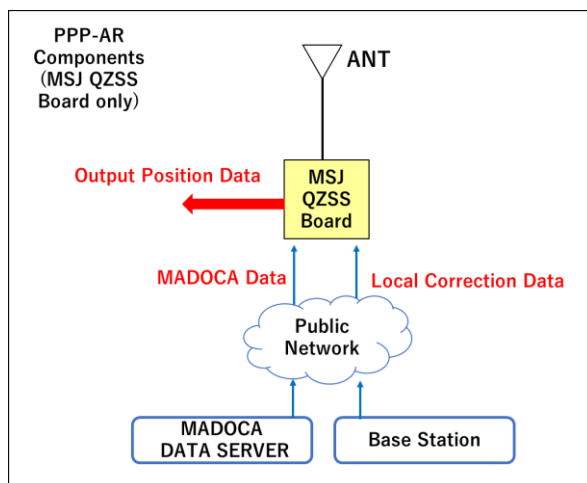 PPP-AR
Components
(MSJ QZSS
Board only)
ANT
Output Position Data
MSJ
QZSS
Board
MADOCA Data
Local Correction Data
Public
Network
MADOCA
DATA SERVER
Base Station